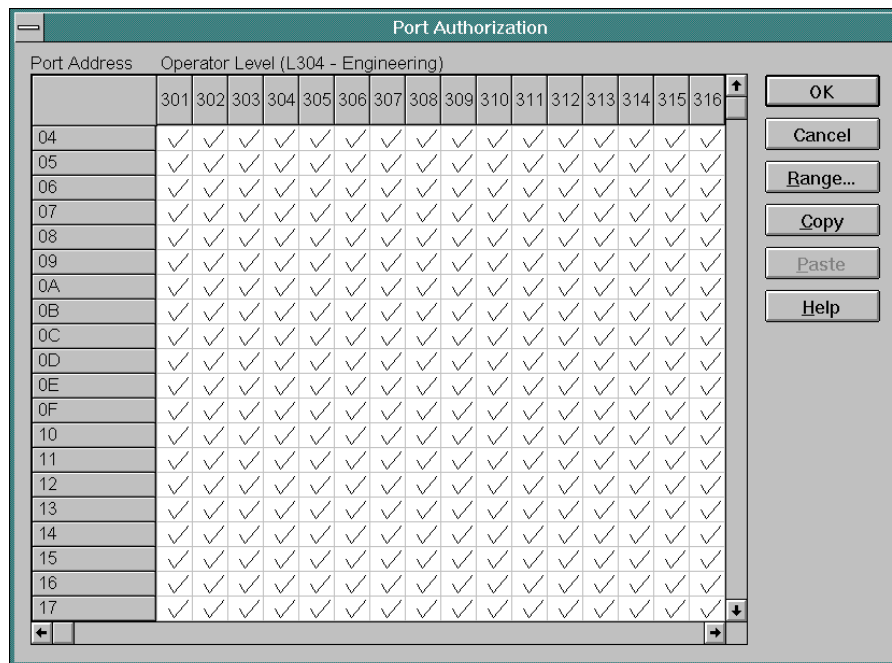 Port Authorization
Port Address Operator Level (L304 - Engineering)
301 302 303 304 305 306 307 308 309 310 311 312 313 314 315 316
04
05
06
07
08
09
0A
0B
0C
0D
0E
0F
10
11
12
13
14
15
16
17
OK
Cancel
Range...
Copy
Paste
Help